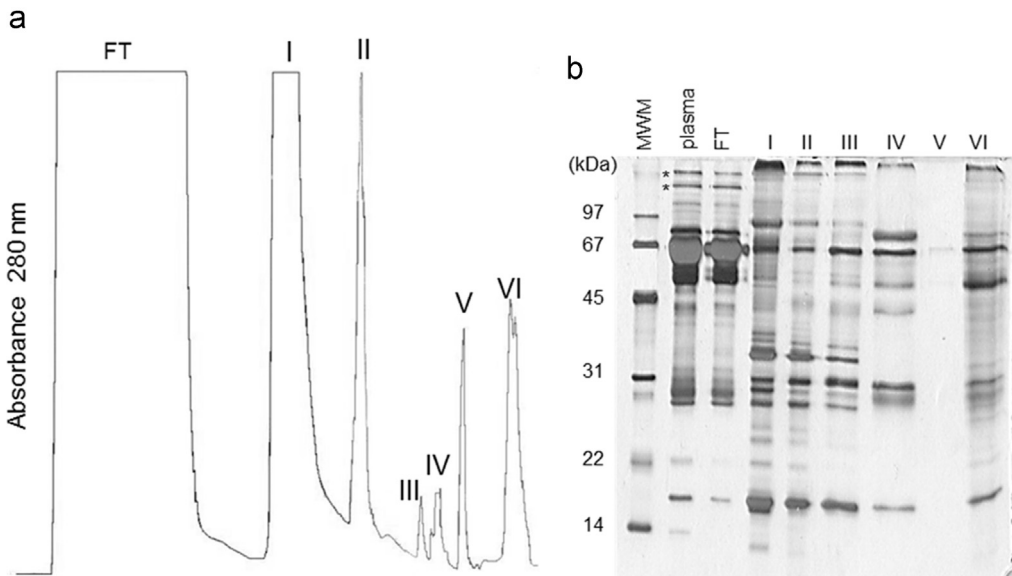 a
FT
I
II
III
IV
V
VI
Absorbance 280 nm
b
MWM
plasma
FT
I
II
III
IV
V
VI
(kDa)
*
*
97
67
45
31
22
14